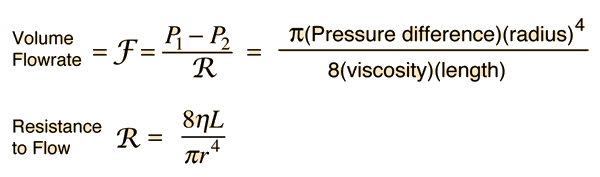 Volume Flowrate = ℱ = (P₁ − P₂) / ℛ = π(Pressure difference)(radius)⁴ / 8(viscosity)(length)
Resistance to Flow ℛ = 8ηL / πr⁴